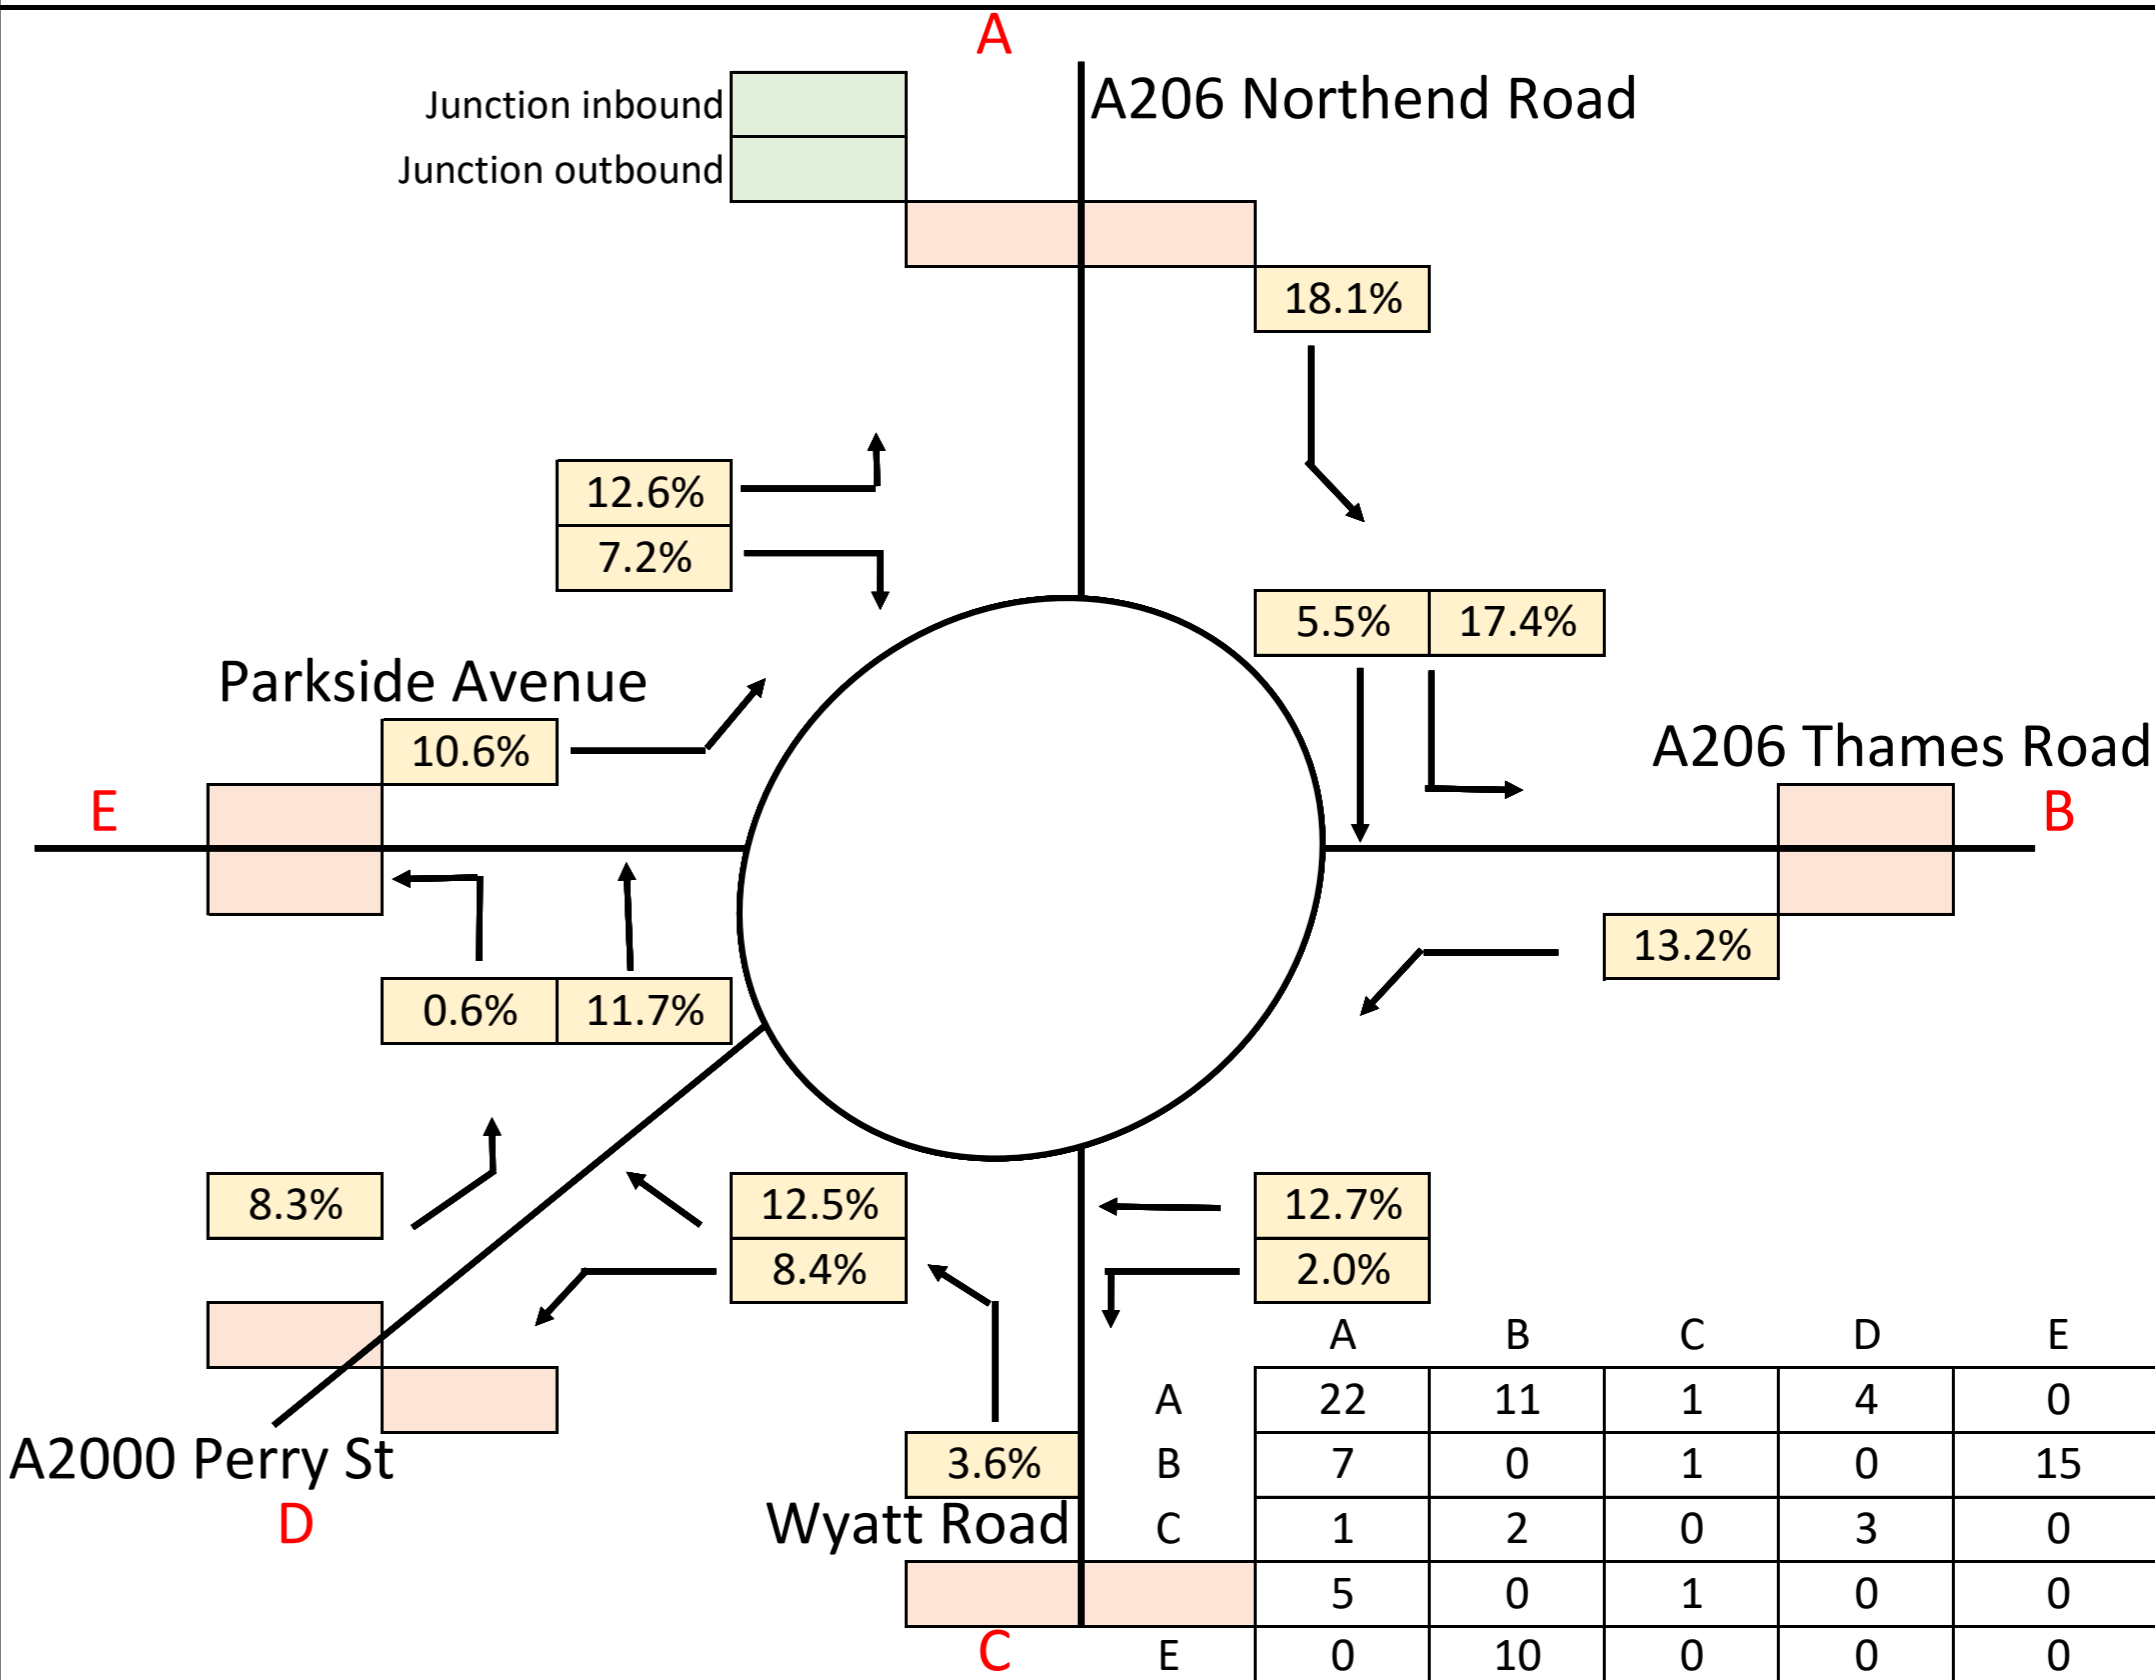 A
A206 Northend Road
Junction inbound
Junction outbound
18.1%
12.6%
7.2%
5.5% 17.4%
Parkside Avenue
10.6%
A206 Thames Road
E
B
13.2%
0.6% 11.7%
8.3%
12.5%
8.4%
12.7%
2.0%
A2000 Perry St
D
3.6%
Wyatt Road
C
A B C D E
A 22 11 1 4 0
B 7 0 1 0 15
C 1 2 0 3 0
5 0 1 0 0
E 0 10 0 0 0